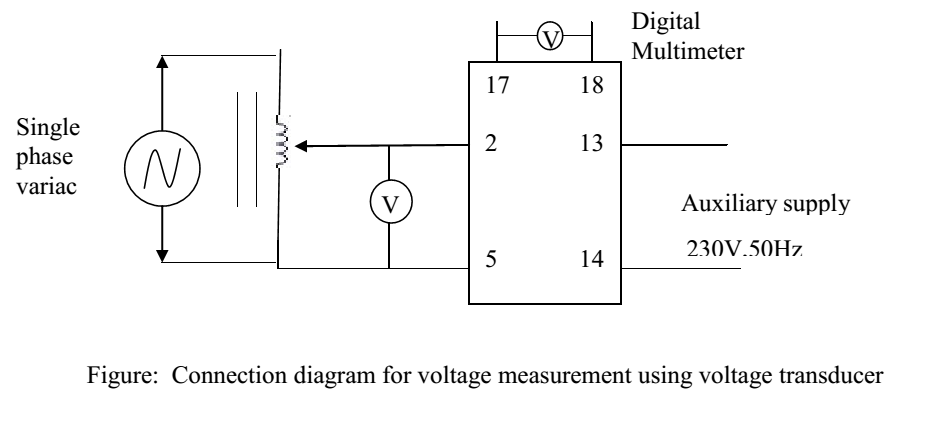 Digital
Multimeter
V
17 18
Single
phase
variac
2 13
V
Auxiliary supply
230V.50Hz
5 14
Figure: Connection diagram for voltage measurement using voltage transducer